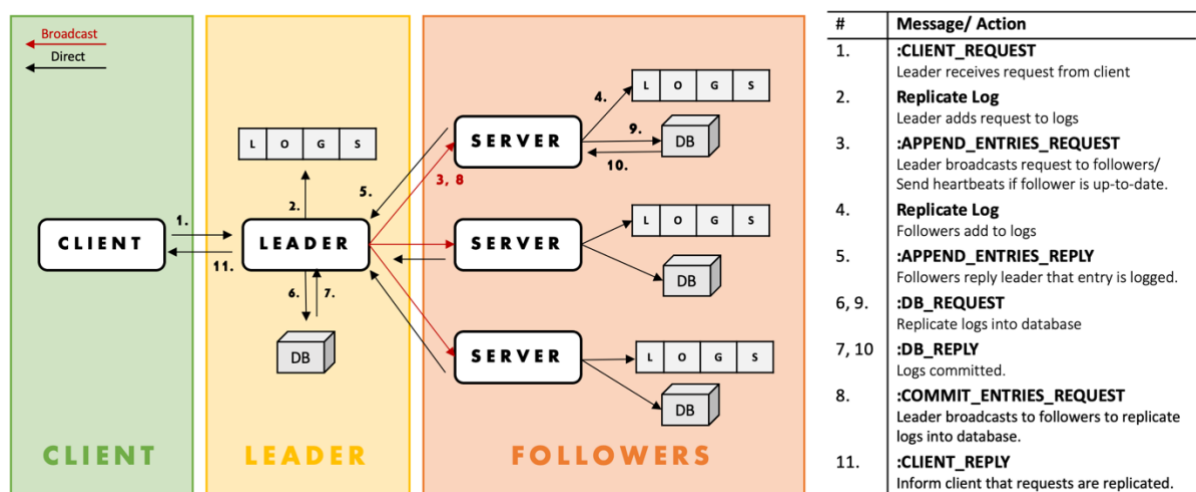 Broadcast
Direct
CLIENT
1.
11.
L O G S
2.
LEADER
6.
7.
DB
5.
3, 8
SERVER
4.
L O G S
9.
DB
10.
SERVER
L O G S
DB
SERVER
L O G S
DB
CLIENT
LEADER
FOLLOWERS
# Message/ Action
1. :CLIENT_REQUEST
Leader receives request from client
2. Replicate Log
Leader adds request to logs
3. :APPEND_ENTRIES_REQUEST
Leader broadcasts request to followers/
Send heartbeats if follower is up-to-date.
4. Replicate Log
Followers add to logs
5. :APPEND_ENTRIES_REPLY
Followers reply leader that entry is logged.
6, 9. :DB_REQUEST
Replicate logs into database
7, 10 :DB_REPLY
Logs committed.
8. :COMMIT_ENTRIES_REQUEST
Leader broadcasts to followers to replicate
logs into database.
11. :CLIENT_REPLY
Inform client that requests are replicated.